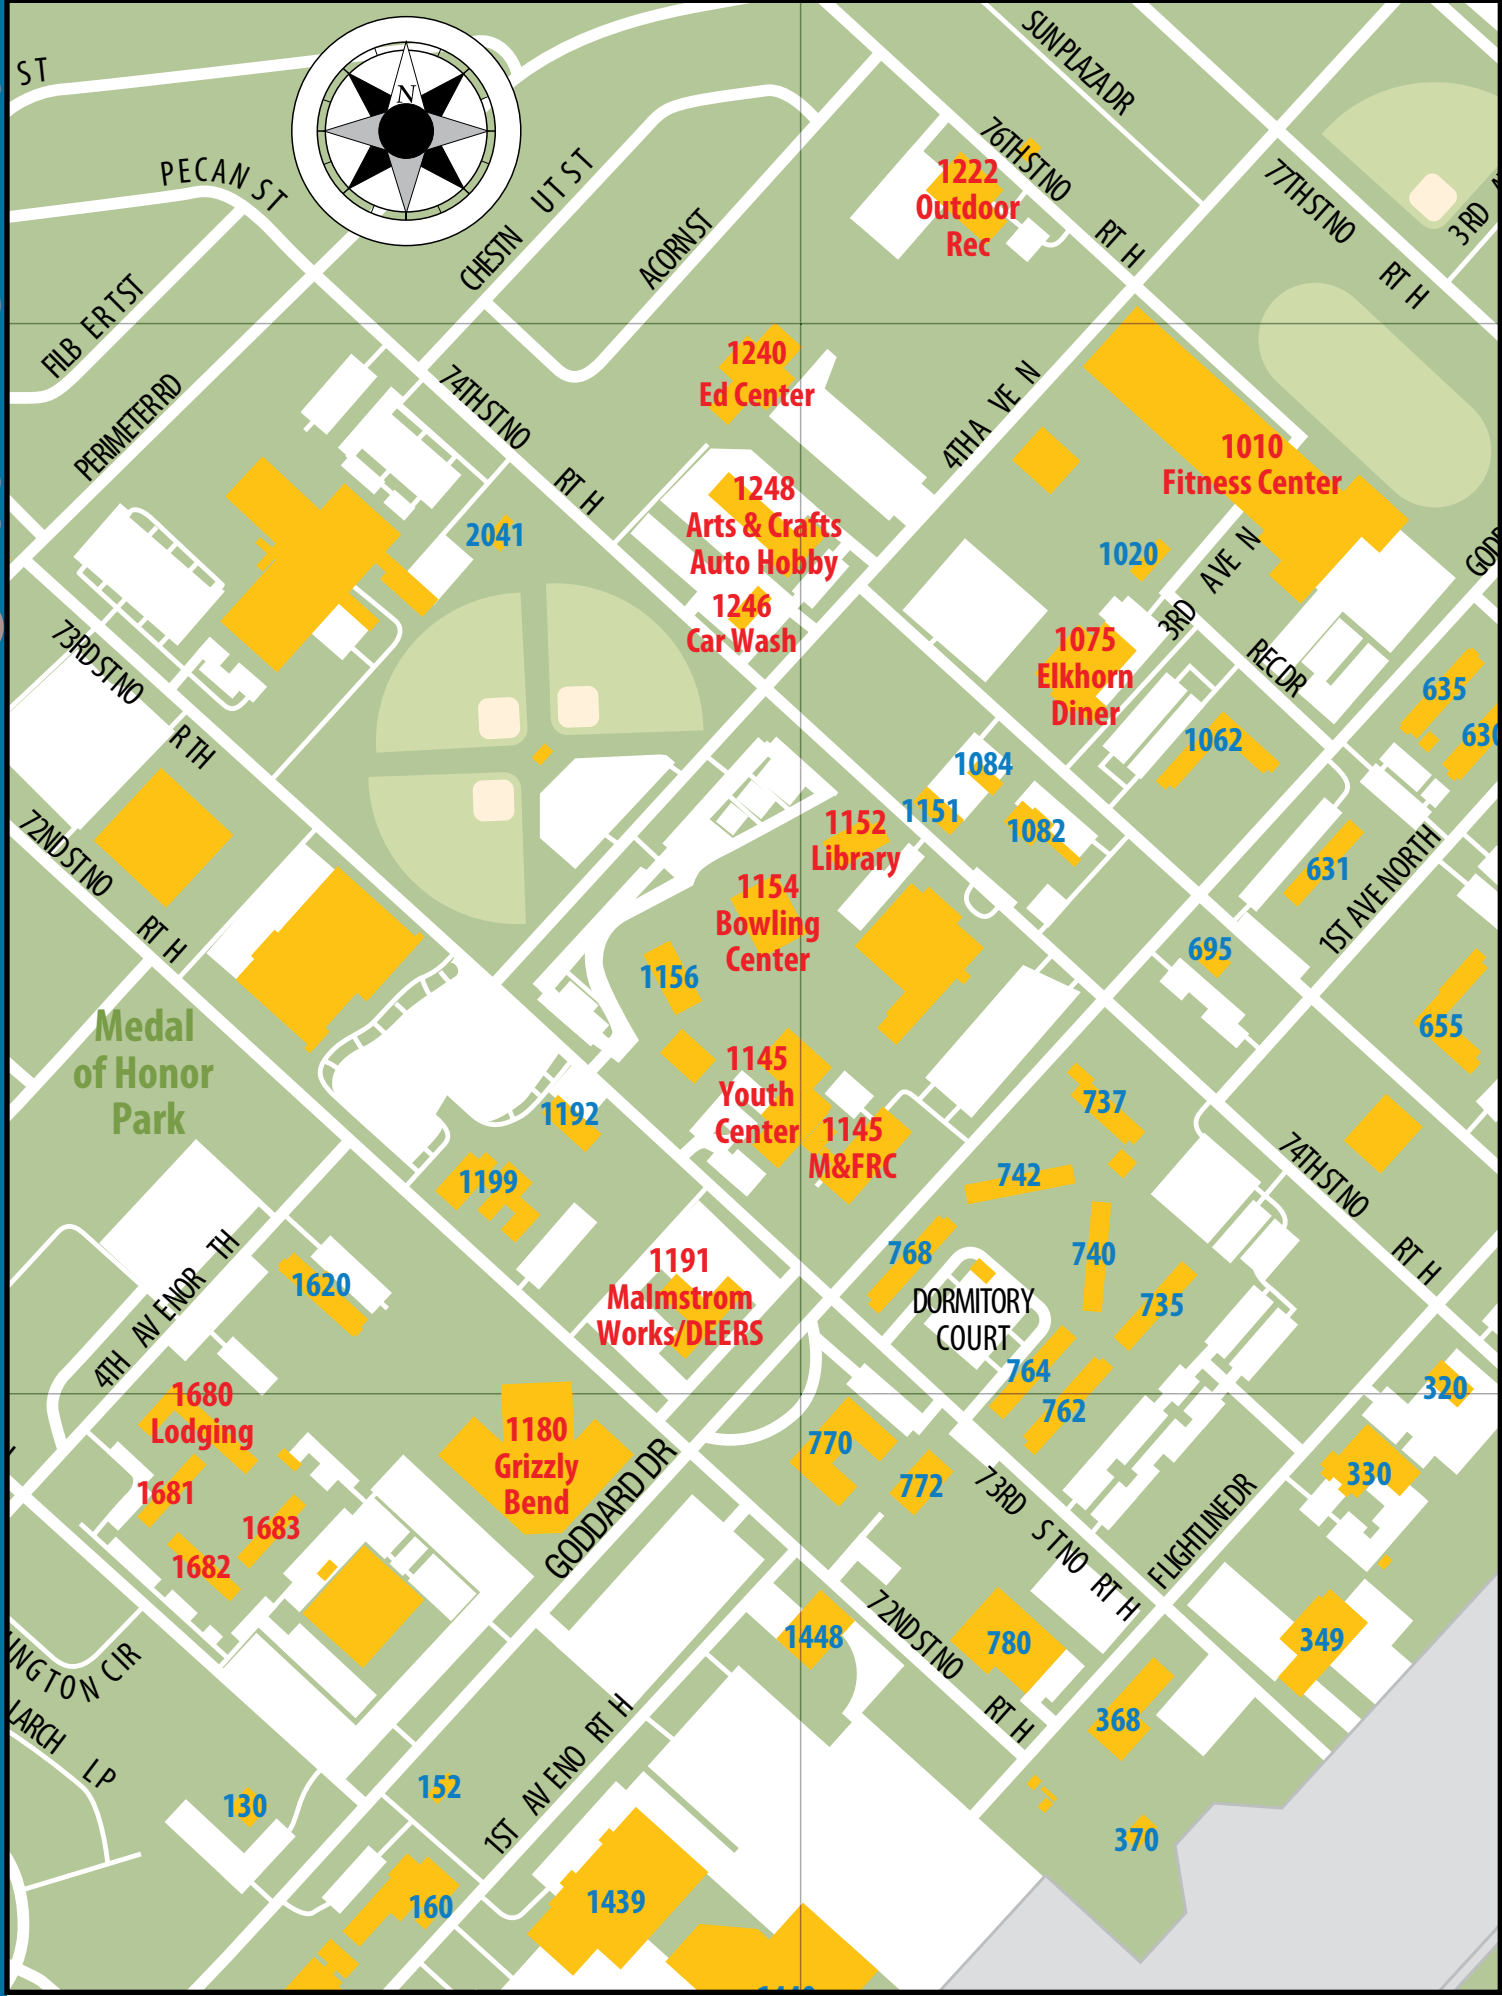 ST
SUN PLAZA DR
N
76TH ST NO
RT H
PECAN ST
CHESTN UT ST
1222
Outdoor
Rec
77TH ST NO
RT H
3RD
ACORN ST
FILB ER T ST
PERIMETER RD
74TH ST NO
RT H
1240
Ed Center
4TH A VE N
1010
Fitness Center
1248
Arts & Crafts
Auto Hobby
2041
1020
3RD AVE N
1246
Car Wash
1075
Elkhorn
Diner
REC DR
73RD ST NO
R TH
635
630
1062
1084
1151
1082
1152
Library
72ND ST NO
RT H
631
1ST AVE NORTH
1154
Bowling
Center
695
1156
655
Medal
of Honor
Park
1145
Youth
Center
737
1192
1145
M&FRC
74TH ST NO
RT H
1199
742
768
740
4TH AV ENOR TH
1620
1191
Malmstrom
Works/DEERS
DORMITORY
COURT
735
764
320
1680
Lodging
762
1180
Grizzly
Bend
770
330
GODDARD DR
772
1681
73RD ST NO RT H
1683
1682
FLIGHTLINE DR
72ND ST NO
RT H
1448
780
349
INGTON CIR
LARCH LP
1ST AV ENO RT H
368
152
130
370
160
1439